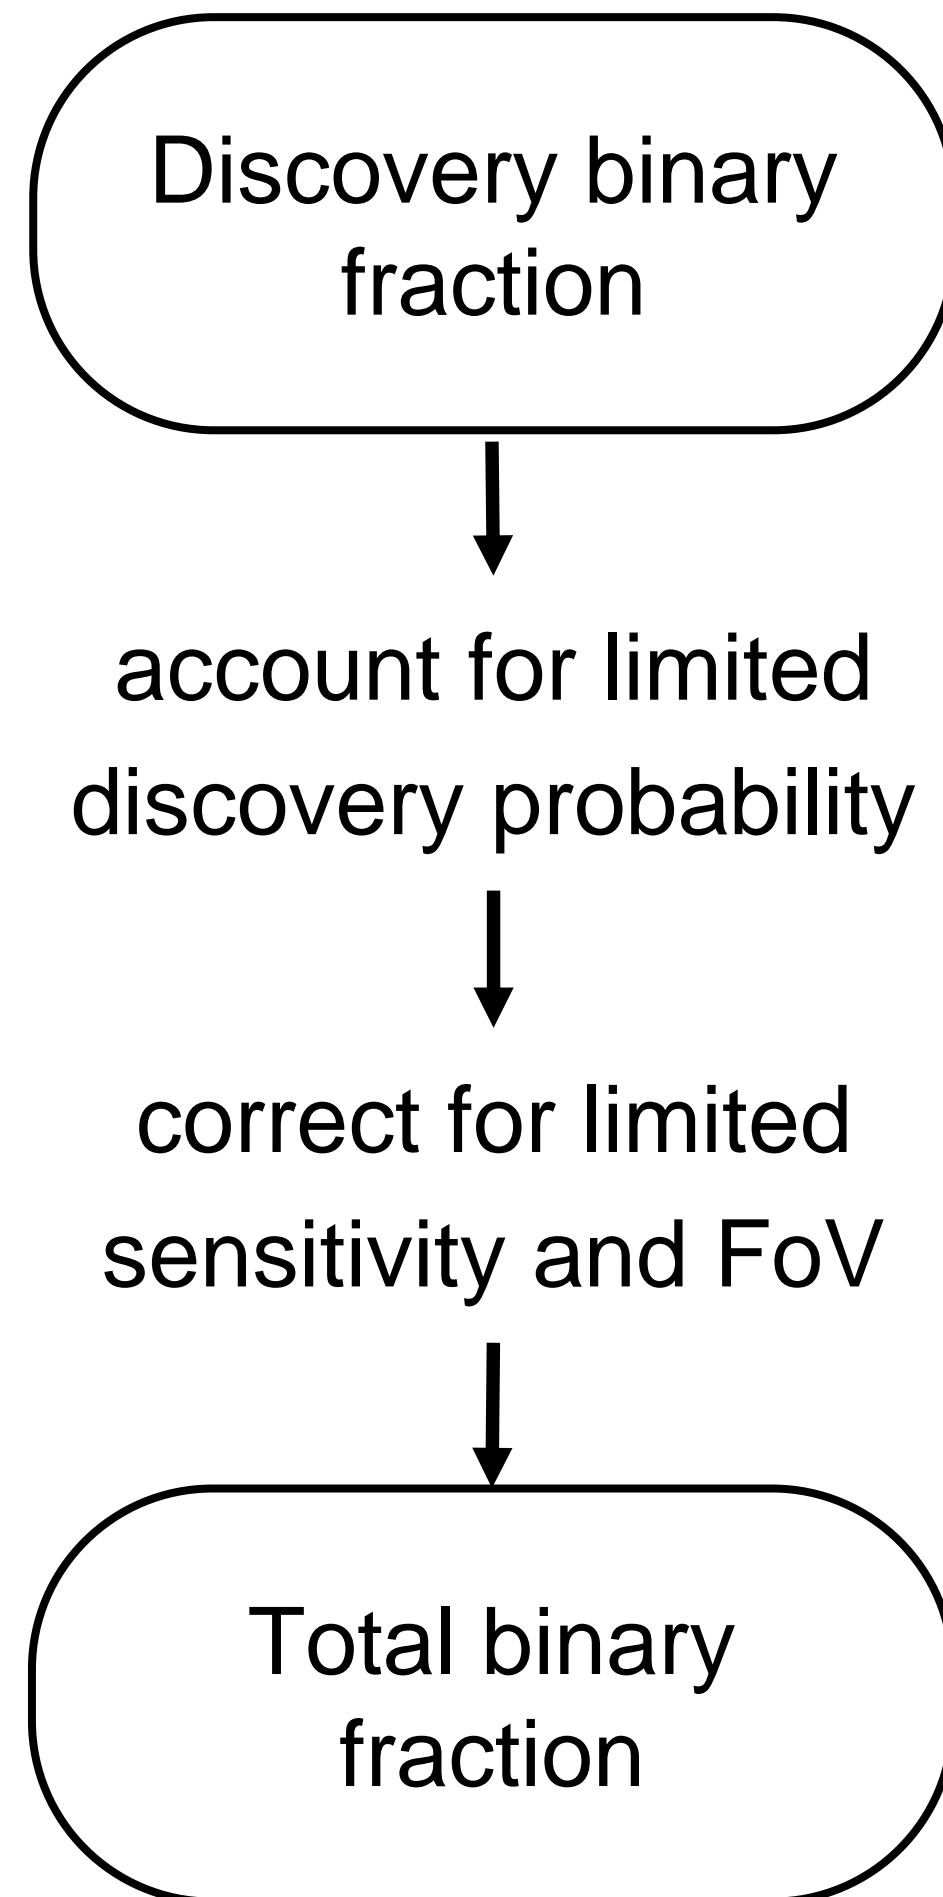 Discovery binary
fraction
account for limited
discovery probability
correct for limited
sensitivity and FoV
Total binary
fraction